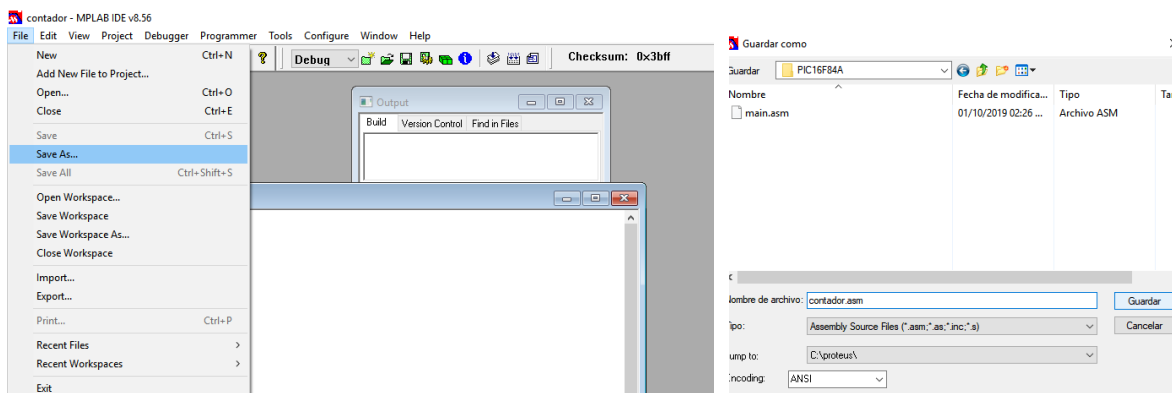 contador - MPLAB IDE v8.56
File Edit View Project Debugger Programmer Tools Configure Window Help
New Ctrl+N
Add New File to Project...
Open... Ctrl+O
Close Ctrl+E
Save Ctrl+S
Save As...
Save All Ctrl+Shift+S
Open Workspace...
Save Workspace
Save Workspace As...
Close Workspace
Import...
Export...
Print... Ctrl+P
Recent Files >
Recent Workspaces >
Exit
? Debug Checksum: 0x3bff
Output
Build Version Control Find in Files
Guardar como
Guardar PIC16F84A
Nombre Fecha de modifica... Tipo Ta
main.asm 01/10/2019 02:26 ... Archivo ASM
Nombre de archivo: contador.asm Guardar
Tipo: Assembly Source Files (*.asm;*.as;*.inc;*.s) Cancelar
ump to: C:\proteus\
ncoding: ANSI